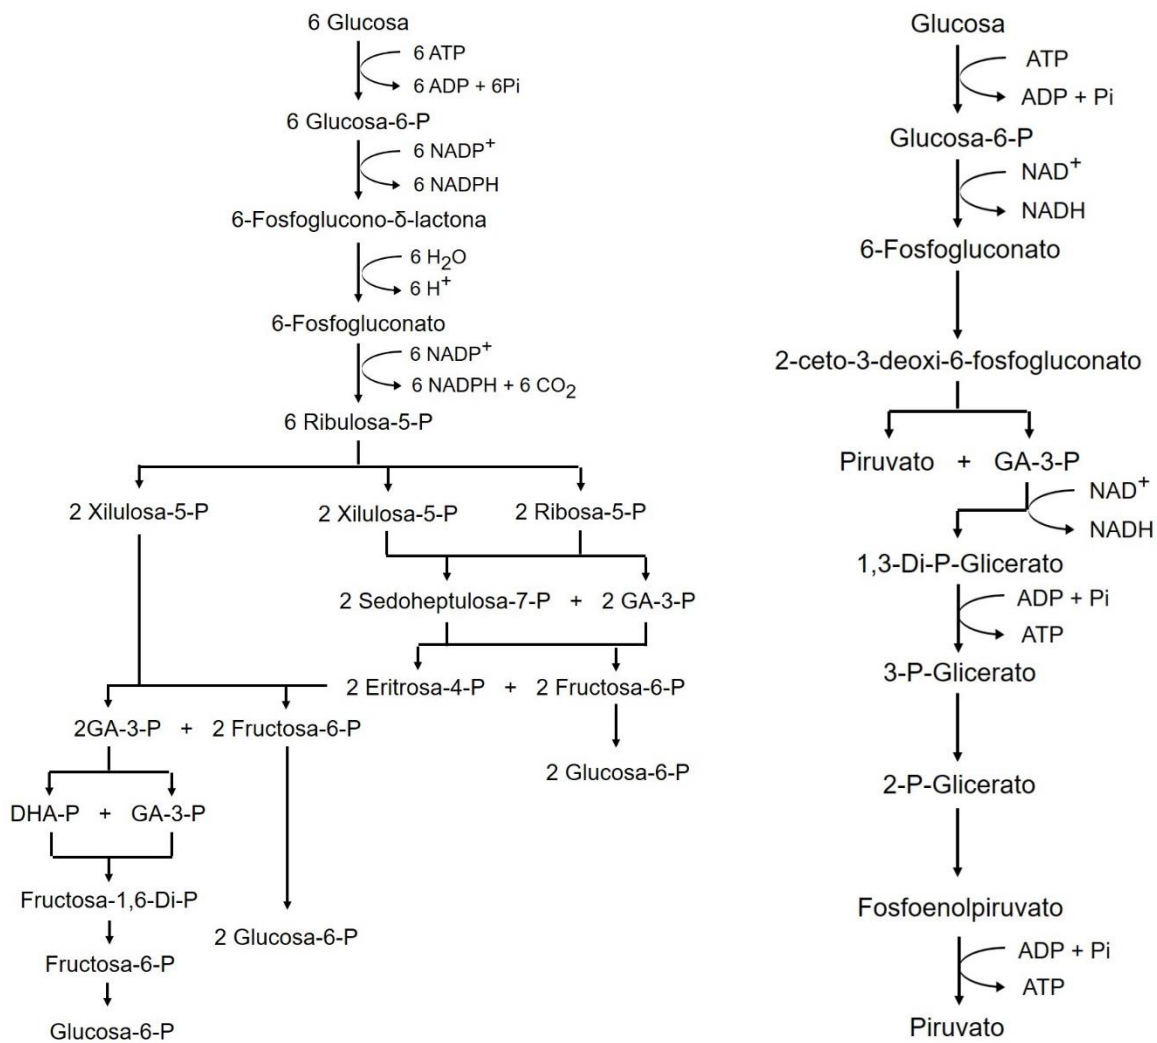 6 Glucosa
6 ATP
6 ADP + 6Pi
6 Glucosa-6-P
6 NADP+
6 NADPH
6-Fosfoglucono-δ-lactona
6 H2O
6 H+
6-Fosfogluconato
6 NADP+
6 NADPH + 6 CO2
6 Ribulosa-5-P
2 Xilulosa-5-P
2 Xilulosa-5-P
2 Ribosa-5-P
2 Sedoheptulosa-7-P + 2 GA-3-P
2 Eritrosa-4-P + 2 Fructosa-6-P
2GA-3-P + 2 Fructosa-6-P
2 Glucosa-6-P
DHA-P + GA-3-P
Fructosa-1,6-Di-P
2 Glucosa-6-P
Fructosa-6-P
Glucosa-6-P
Glucosa
ATP
ADP + Pi
Glucosa-6-P
NAD+
NADH
6-Fosfogluconato
2-ceto-3-deoxi-6-fosfogluconato
Piruvato + GA-3-P
NAD+
NADH
1,3-Di-P-Glicerato
ADP + Pi
ATP
3-P-Glicerato
2-P-Glicerato
Fosfoenolpiruvato
ADP + Pi
ATP
Piruvato